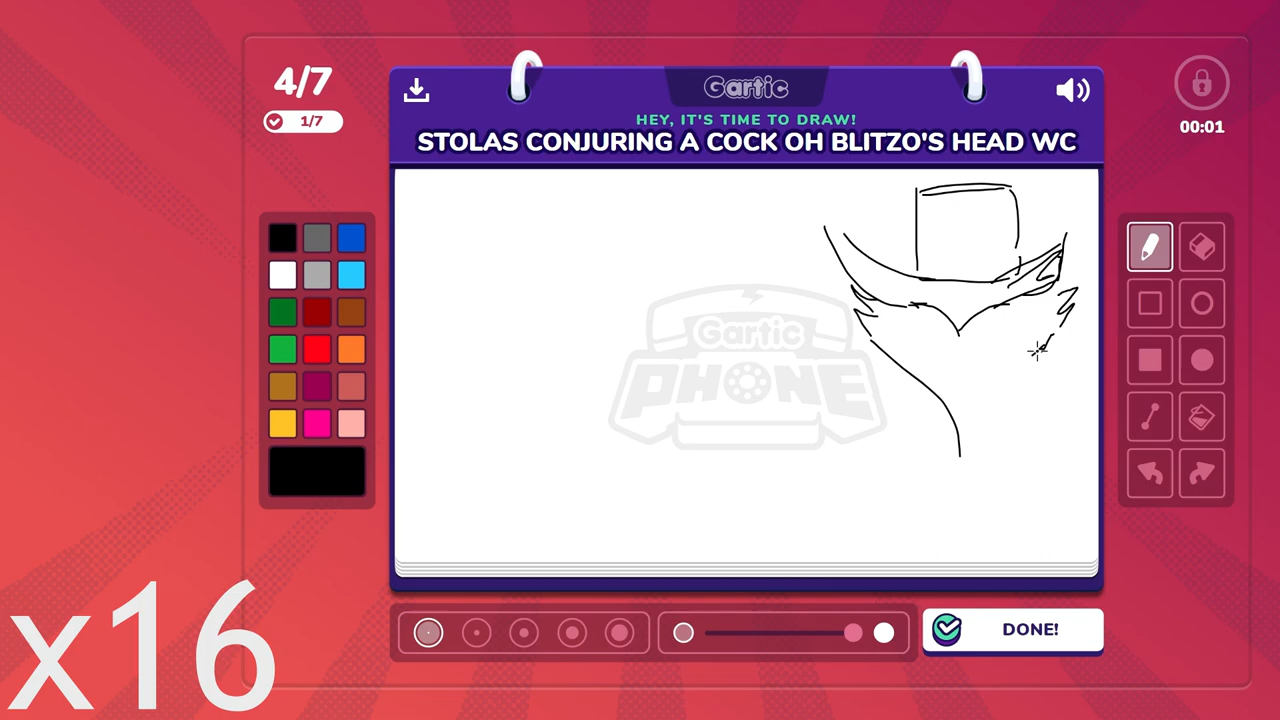 4/7
1/7
Gartic
HEY, IT'S TIME TO DRAW!
STOLAS CONJURING A COCK OH BLITZO'S HEAD WC
00:01
Gartic
PHONE
DONE!
x16